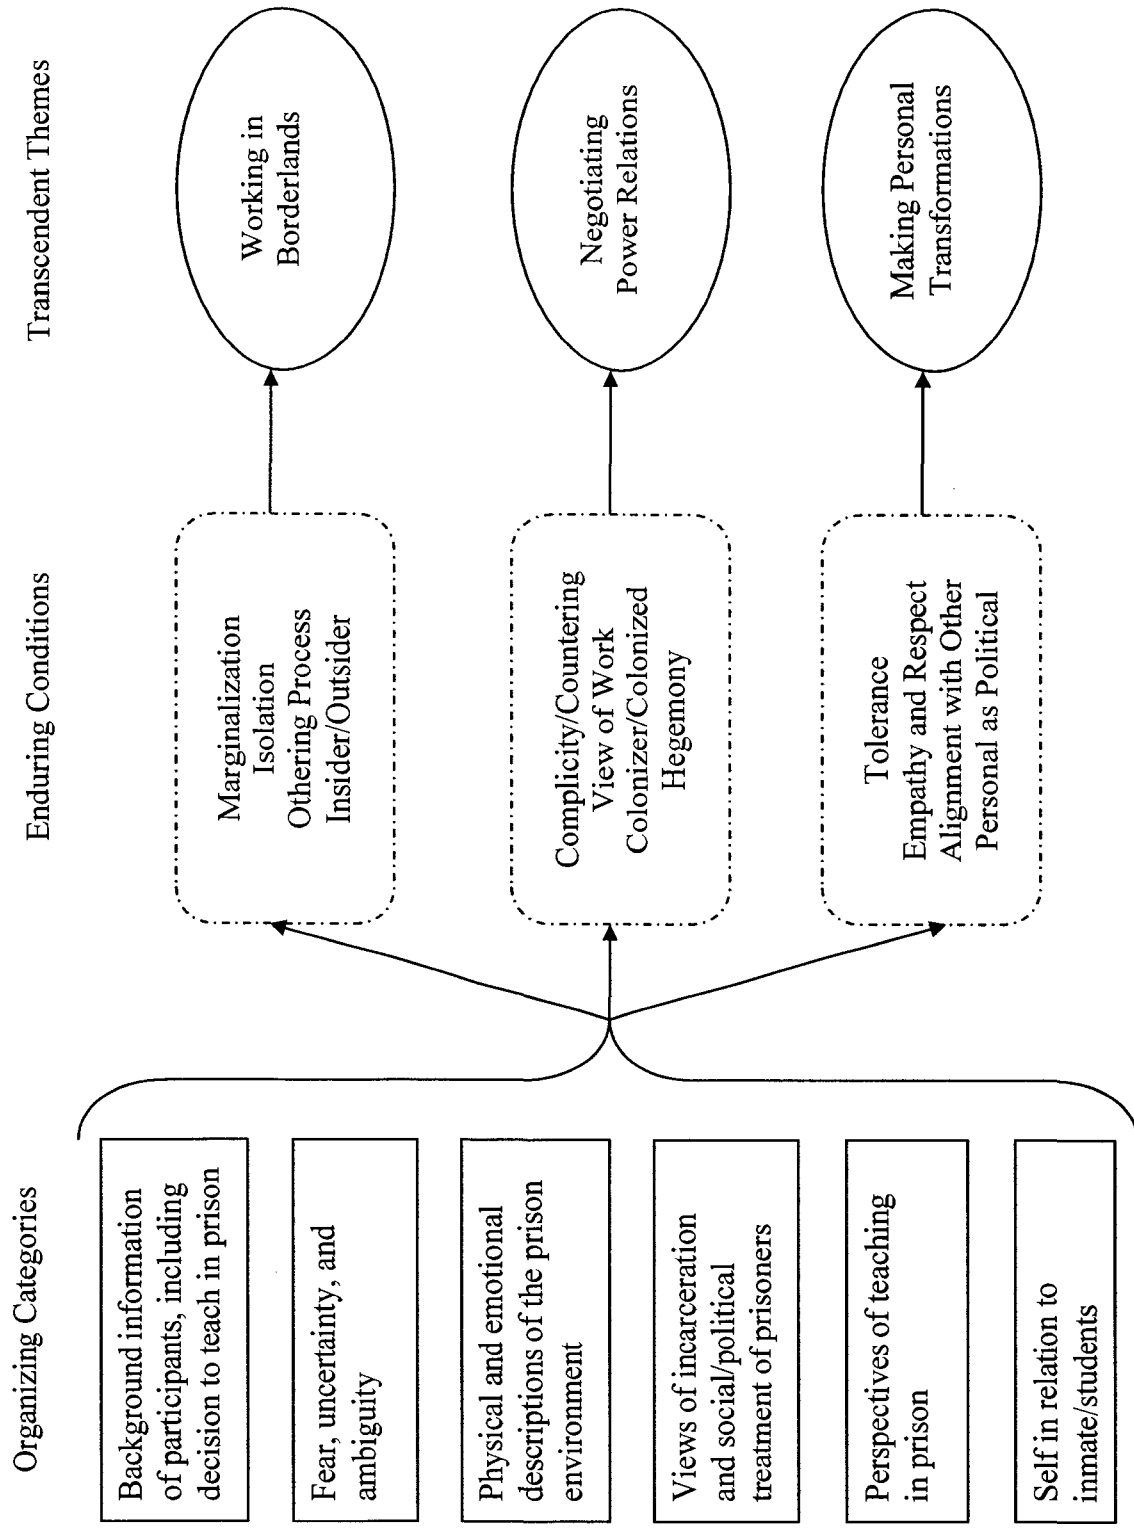 Organizing Categories
Background information
of participants, including
decision to teach in prison
Fear, uncertainty, and
ambiguity
Physical and emotional
descriptions of the prison
environment
Views of incarceration
and social/political
treatment of prisoners
Perspectives of teaching
in prison
Self in relation to
inmate/students
Enduring Conditions
Marginalization
Isolation
Othering Process
Insider/Outsider
Complicity/Countering
View of Work
Colonizer/Colonized
Hegemony
Tolerance
Empathy and Respect
Alignment with Other
Personal as Political
Transcendent Themes
Working in
Borderlands
Negotiating
Power Relations
Making Personal
Transformations